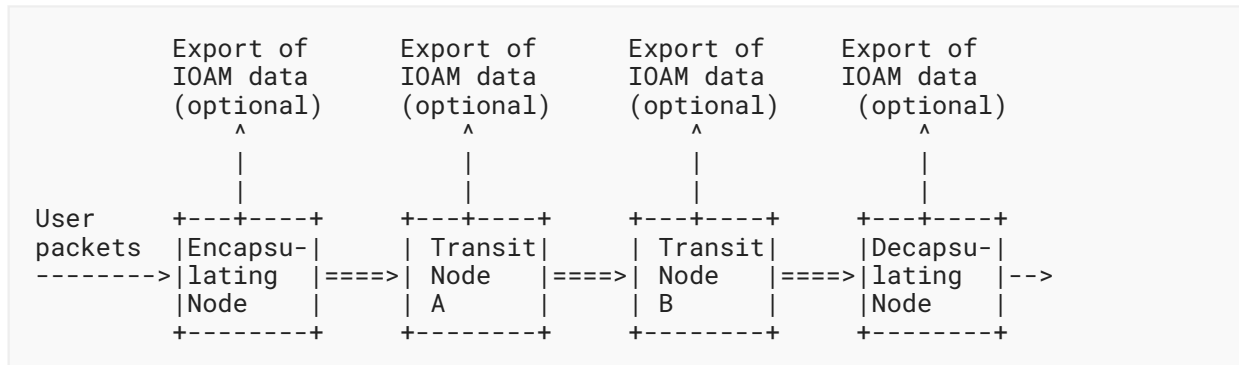 Export of      Export of      Export of     Export of
         IOAM data      IOAM data      IOAM data     IOAM data
         (optional)     (optional)     (optional)     (optional)
             ^              ^              ^              ^
             |              |              |              |
             |              |              |              |
User     +---+----+     +---+----+     +---+----+     +---+----+
packets  |Encapsu-|     | Transit|     | Transit|     |Decapsu-|
-------->|lating  |====>| Node   |====>| Node   |====>|lating  |-->
         |Node    |     | A      |     | B      |     |Node    |
         +--------+     +--------+     +--------+     +--------+